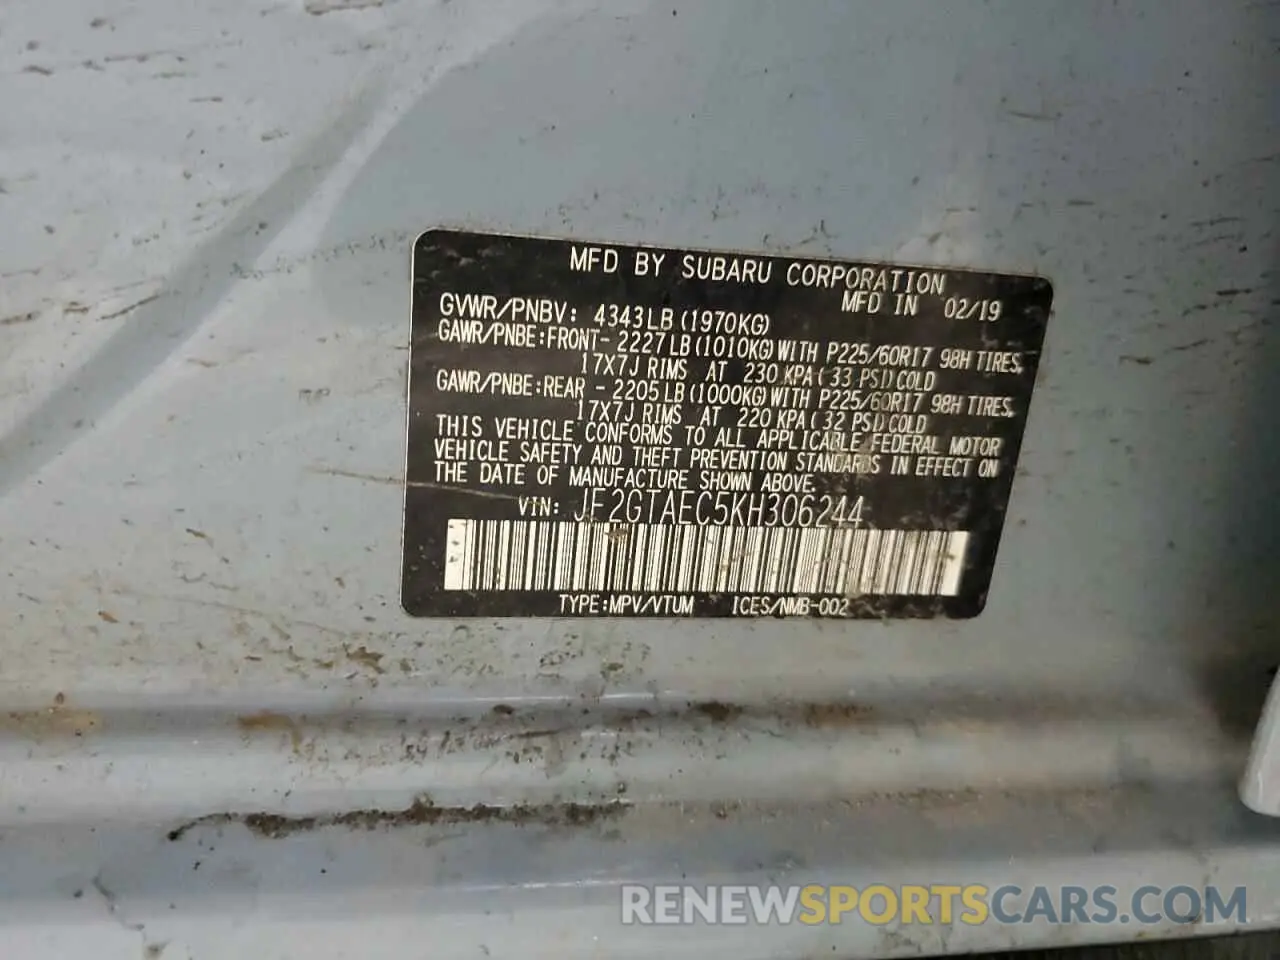 MFD BY SUBARU CORPORATION
MFD IN 02/19
GVWR/PNBV: 4343LB (1970KG)
GAWR/PNBE:FRONT- 2227 LB (1010KG) WITH P225/60R17 98H TIRES,
17X7J RIMS AT 230 KPA ( 33 PSI) COLD
GAWR/PNBE:REAR - 2205 LB (1000KG) WITH P225/60R17 98H TIRES,
17X7J RIMS AT 220 KPA ( 32 PSI) COLD
THIS VEHICLE CONFORMS TO ALL APPLICABLE FEDERAL MOTOR
VEHICLE SAFETY AND THEFT PREVENTION STANDARDS IN EFFECT ON
THE DATE OF MANUFACTURE SHOWN ABOVE.
VIN: JF2GTAEC5KH306244
TYPE:MPV/VTUM ICES/NMB-002
RENEWSPORTSCARS.COM